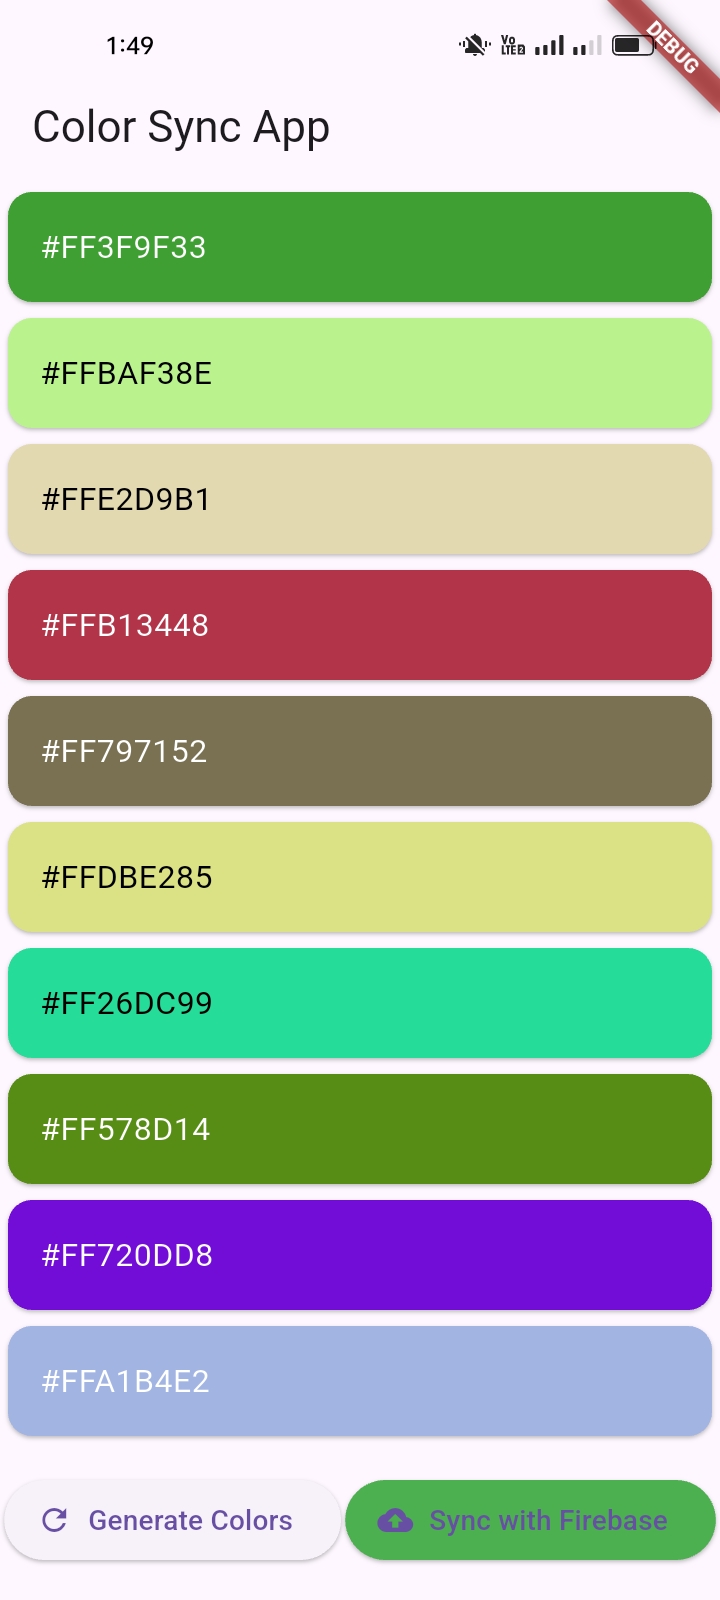 1:49
Vo
LTE2
DEBUG
Color Sync App
#FF3F9F33
#FFBAF38E
#FFE2D9B1
#FFB13448
#FF797152
#FFDBE285
#FF26DC99
#FF578D14
#FF720DD8
#FFA1B4E2
Generate Colors
Sync with Firebase